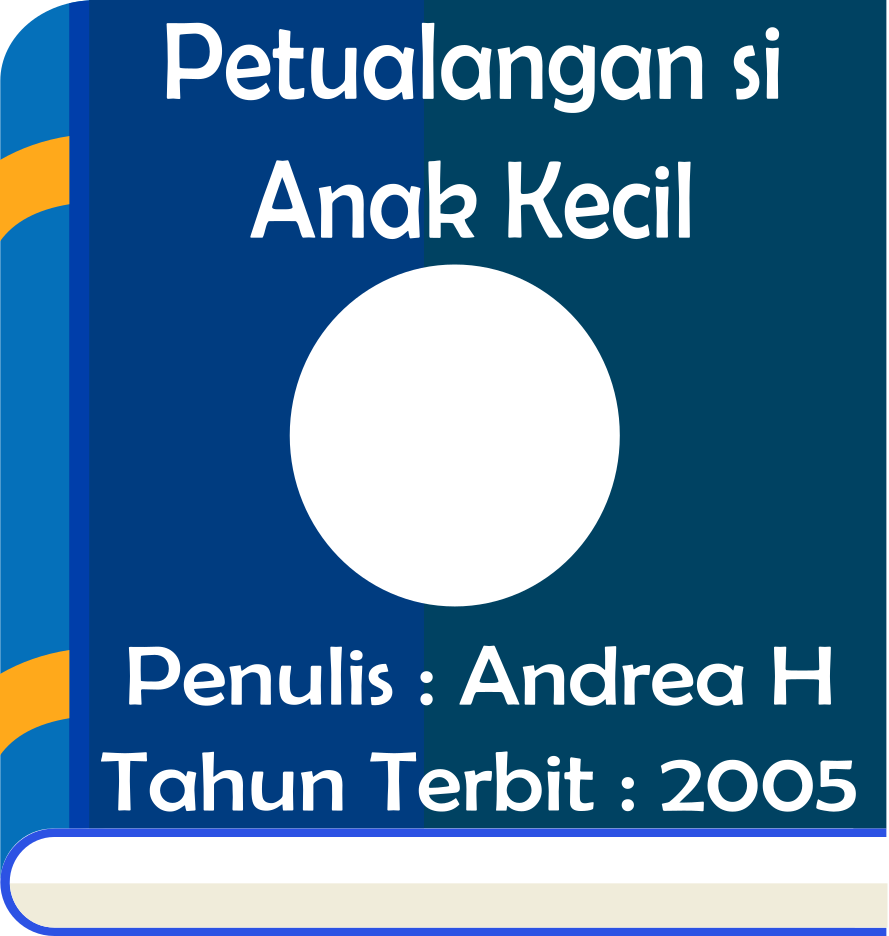 Petualangan si
Anak Kecil
Penulis : Andrea H
Tahun Terbit : 2005